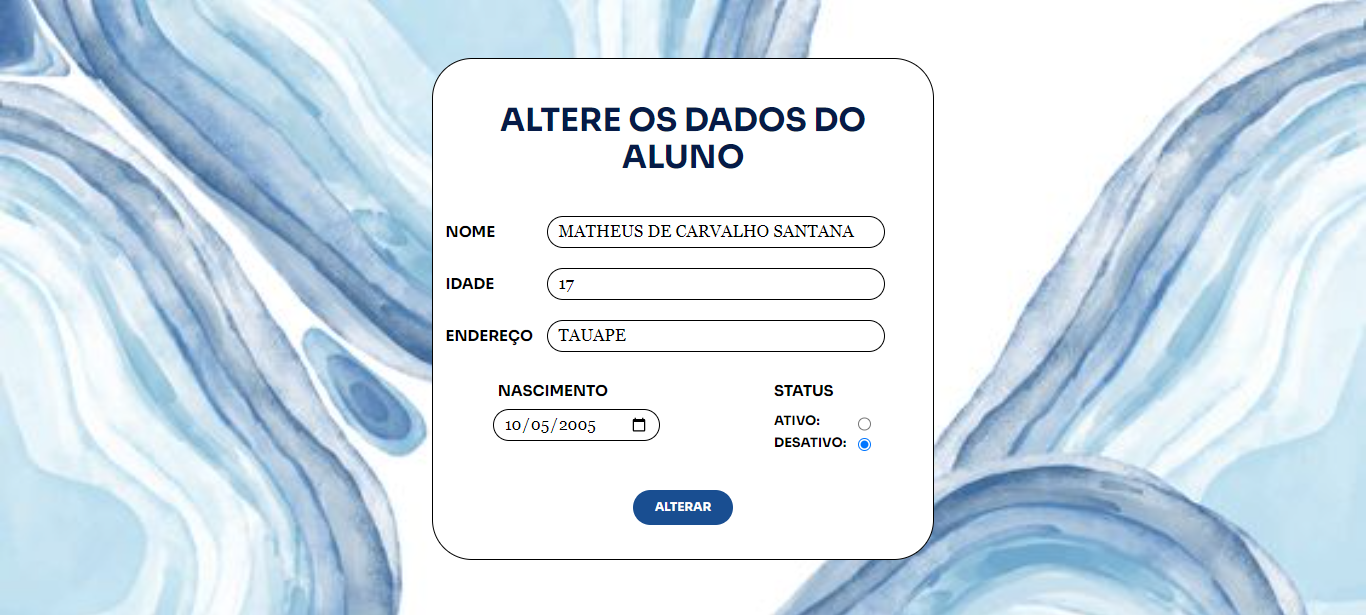 ALTERE OS DADOS DO
ALUNO
NOME MATHEUS DE CARVALHO SANTANA
IDADE 17
ENDEREÇO TAUAPE
NASCIMENTO STATUS
10/05/2005 ATIVO:
DESATIVO:
ALTERAR